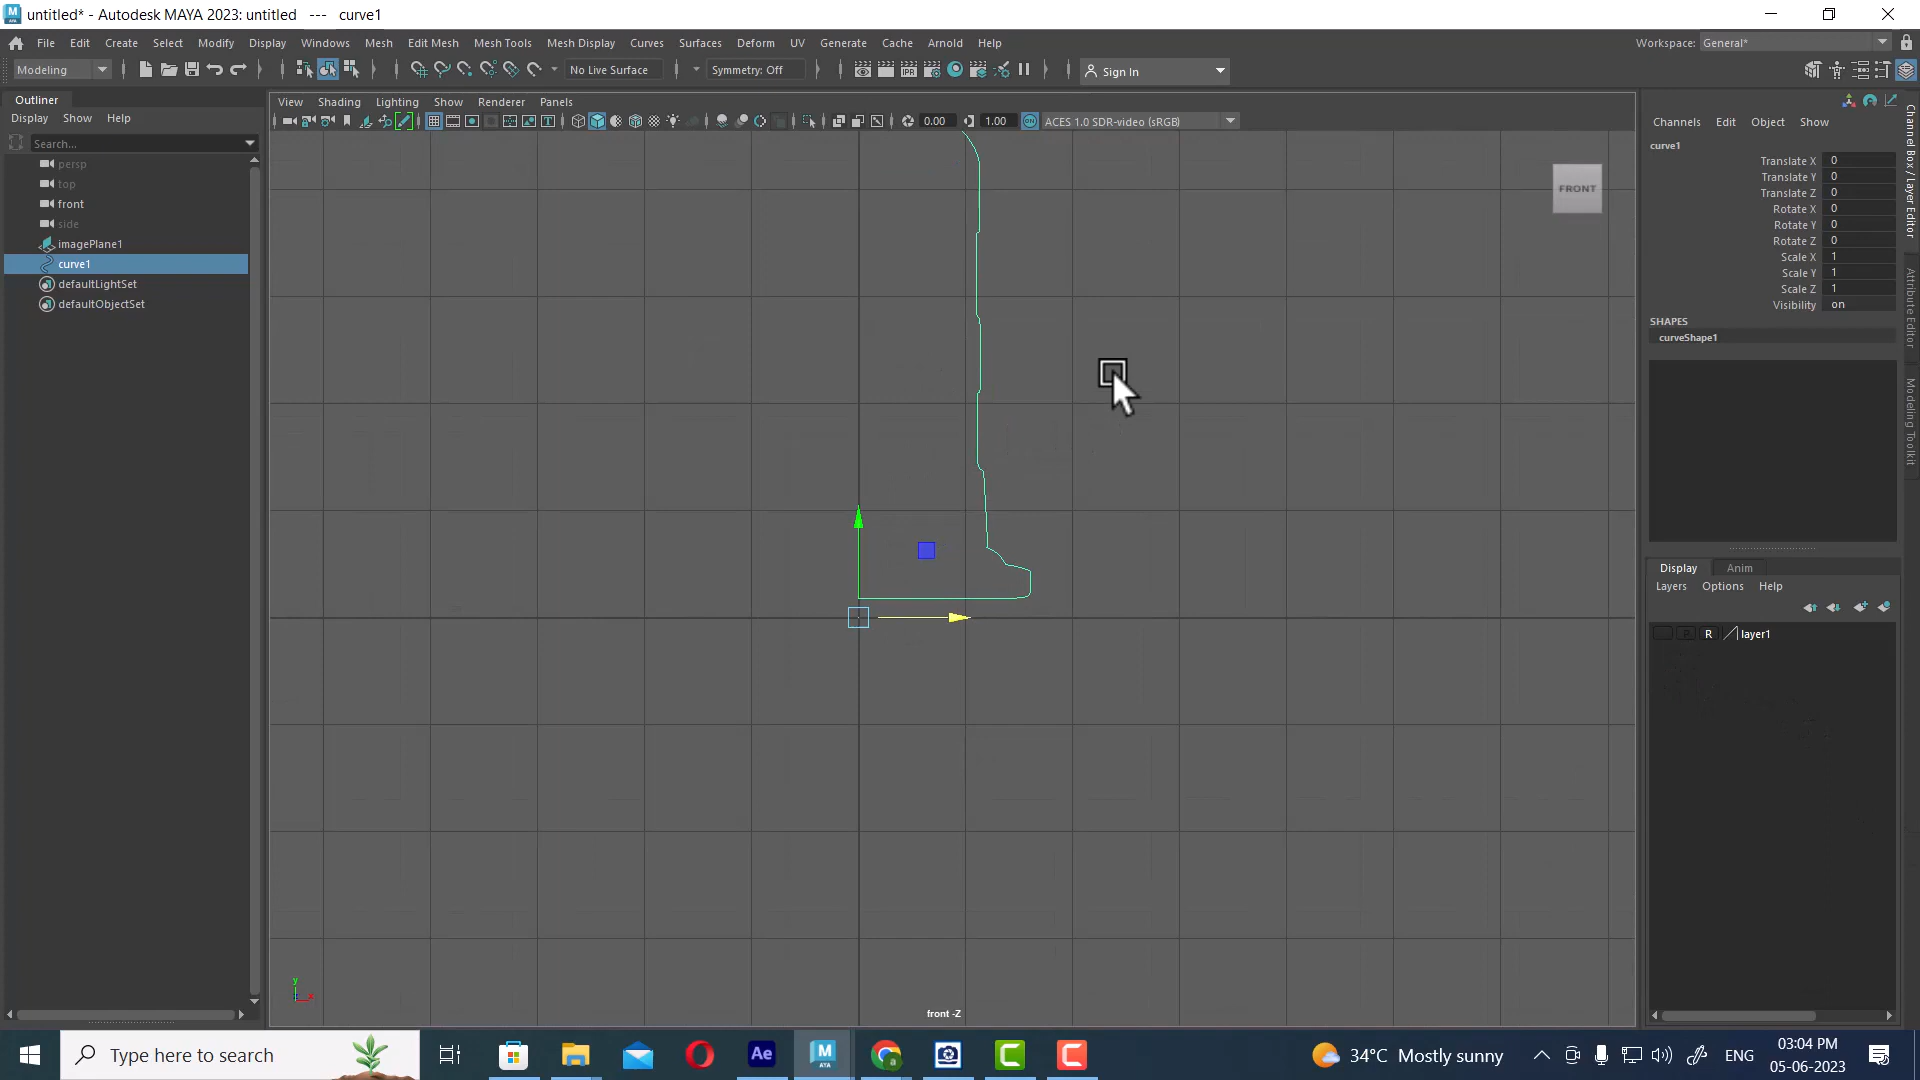 untitled* - Autodesk MAYA 2023: untitled --- curve1
File Edit Create Select Modify Display Windows Mesh Edit Mesh Mesh Tools Mesh Display Curves Surfaces Deform UV Generate Cache Arnold Help
Workspace: General*
Modeling
No Live Surface
Symmetry: Off
IPR
Sign In
Outliner
Display Show Help
Search...
persp
top
front
side
imagePlane1
curve1
defaultLightSet
defaultObjectSet
View Shading Lighting Show Renderer Panels
0.00
1.00
ON
ACES 1.0 SDR-video (sRGB)
FRONT
y
x
front -Z
Channels Edit Object Show
curve1
Translate X 0
Translate Y 0
Translate Z 0
Rotate X 0
Rotate Y 0
Rotate Z 0
Scale X 1
Scale Y 1
Scale Z 1
Visibility on
SHAPES
curveShape1
Channel Box / Layer Editor
Attribute Editor
Modeling Toolkit
Display Anim
Layers Options Help
P R layer1
Type here to search
Ae
M
AYA
34°C Mostly sunny
ENG
03:04 PM
05-06-2023